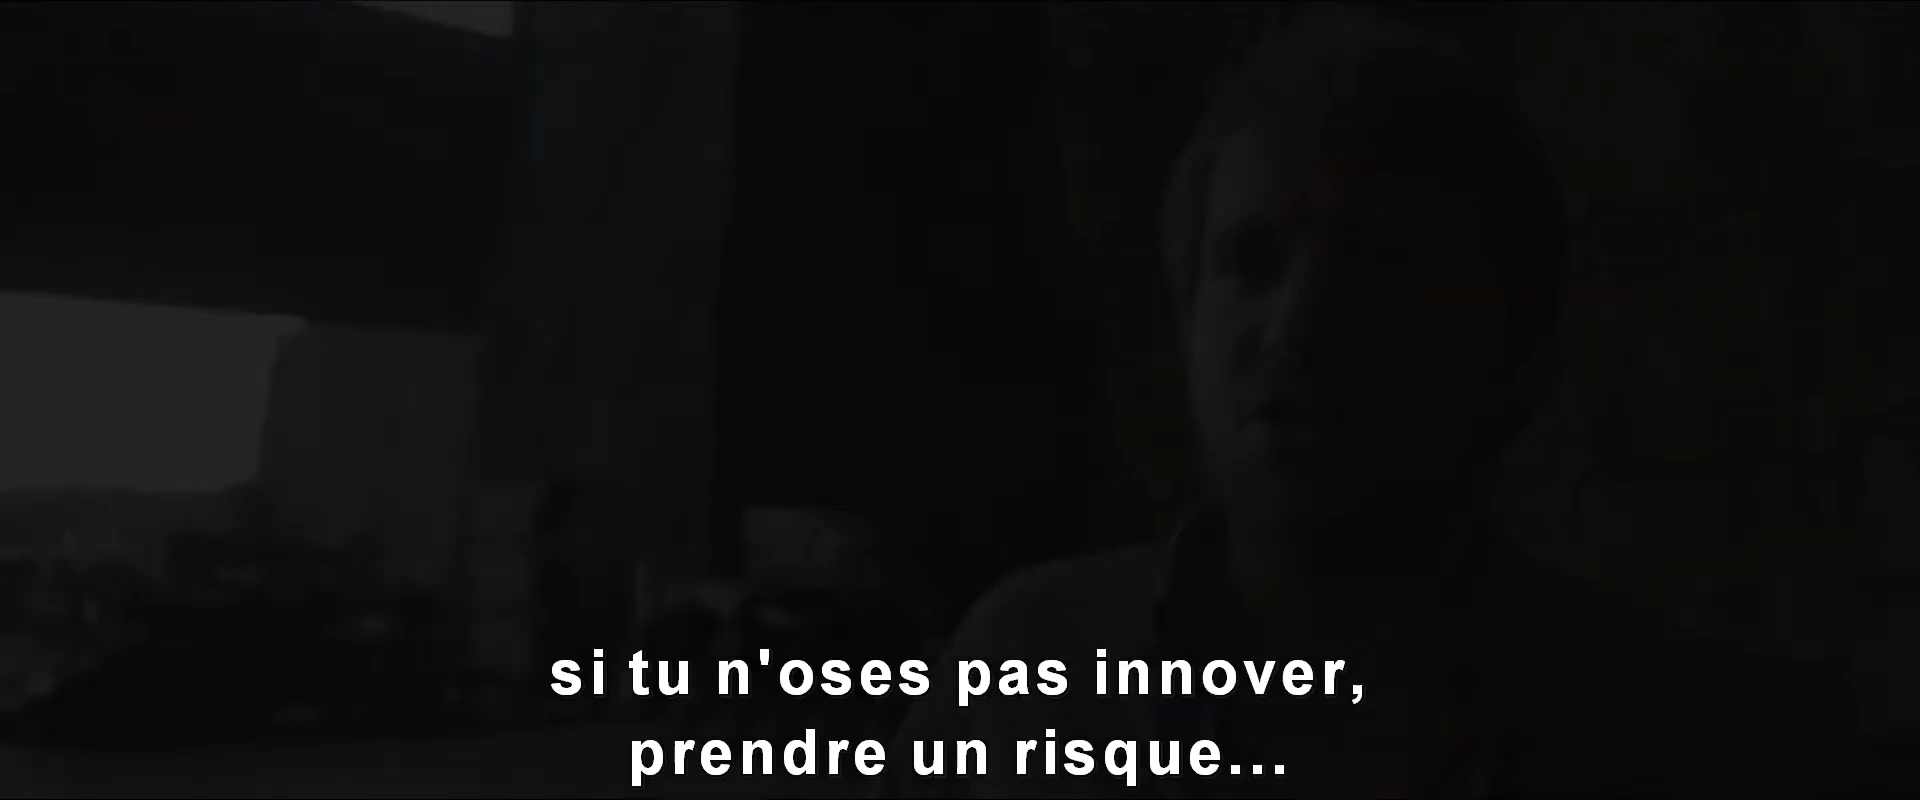 si tu n'oses pas innover,
prendre un risque...